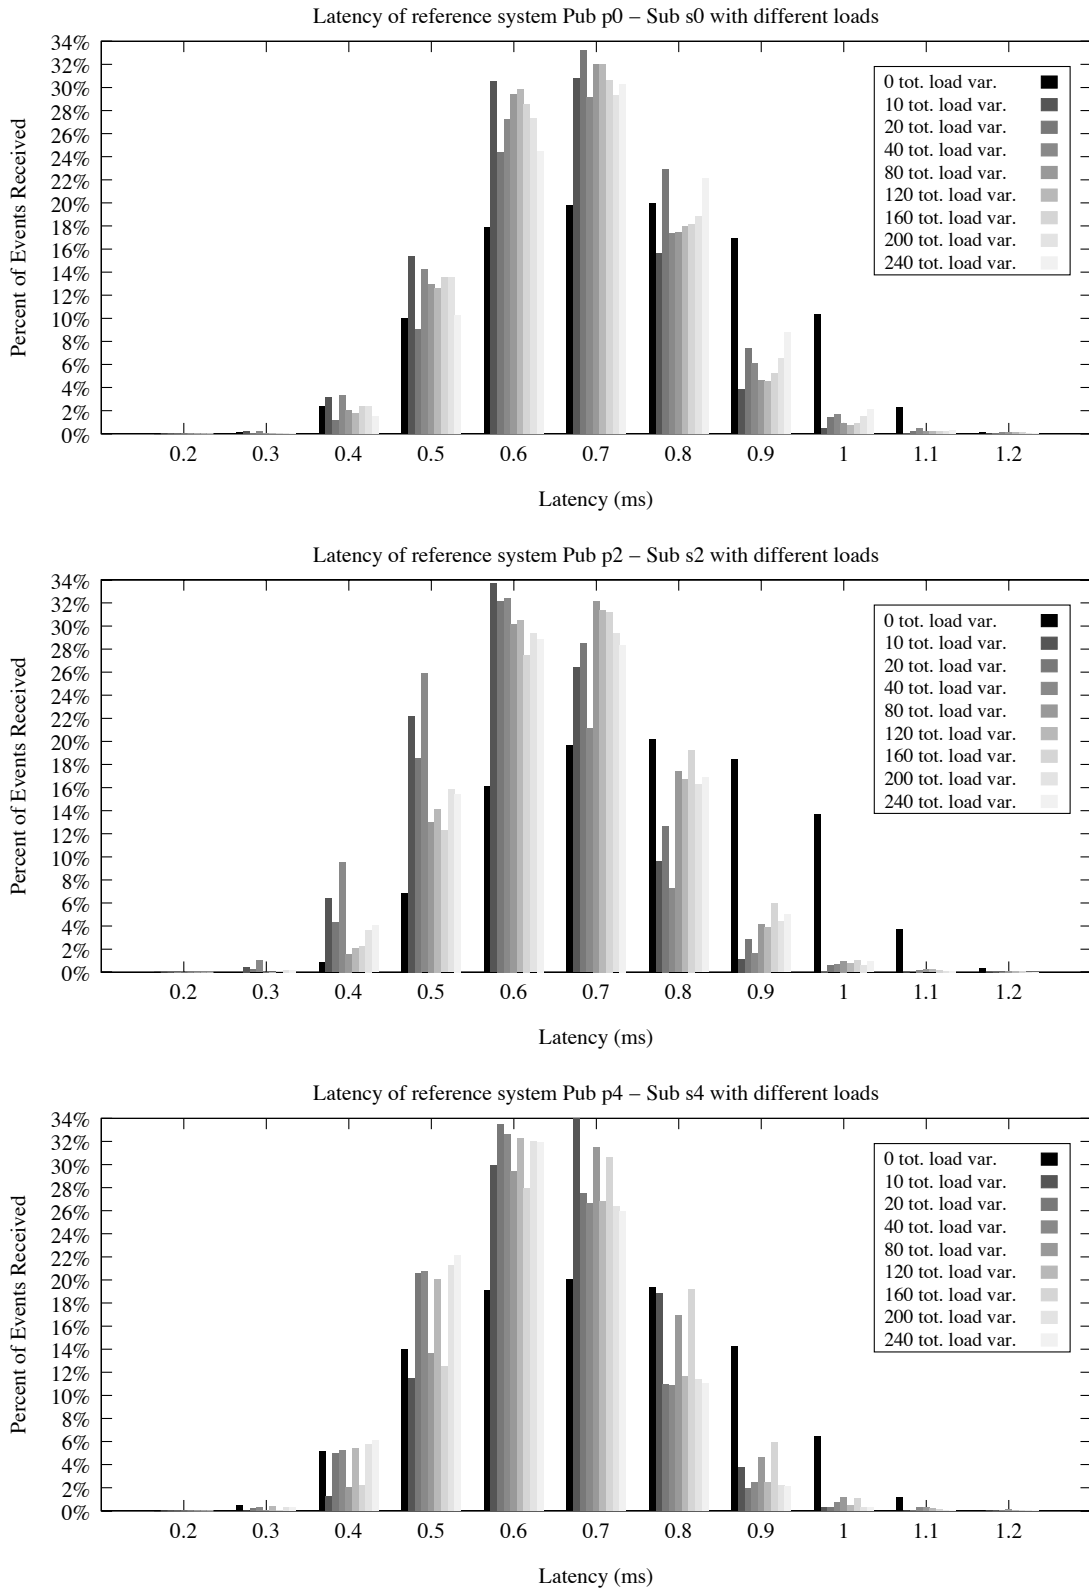 Latency of reference system Pub p0 – Sub s0 with different loads
34%
32%
30%
28%
26%
24%
22%
20%
18%
16%
14%
12%
10%
8%
6%
4%
2%
0%
Percent of Events Received
0 tot. load var.
10 tot. load var.
20 tot. load var.
40 tot. load var.
80 tot. load var.
120 tot. load var.
160 tot. load var.
200 tot. load var.
240 tot. load var.
0.2 0.3 0.4 0.5 0.6 0.7 0.8 0.9 1 1.1 1.2
Latency (ms)
Latency of reference system Pub p2 – Sub s2 with different loads
34%
32%
30%
28%
26%
24%
22%
20%
18%
16%
14%
12%
10%
8%
6%
4%
2%
0%
Percent of Events Received
0 tot. load var.
10 tot. load var.
20 tot. load var.
40 tot. load var.
80 tot. load var.
120 tot. load var.
160 tot. load var.
200 tot. load var.
240 tot. load var.
0.2 0.3 0.4 0.5 0.6 0.7 0.8 0.9 1 1.1 1.2
Latency (ms)
Latency of reference system Pub p4 – Sub s4 with different loads
34%
32%
30%
28%
26%
24%
22%
20%
18%
16%
14%
12%
10%
8%
6%
4%
2%
0%
Percent of Events Received
0 tot. load var.
10 tot. load var.
20 tot. load var.
40 tot. load var.
80 tot. load var.
120 tot. load var.
160 tot. load var.
200 tot. load var.
240 tot. load var.
0.2 0.3 0.4 0.5 0.6 0.7 0.8 0.9 1 1.1 1.2
Latency (ms)